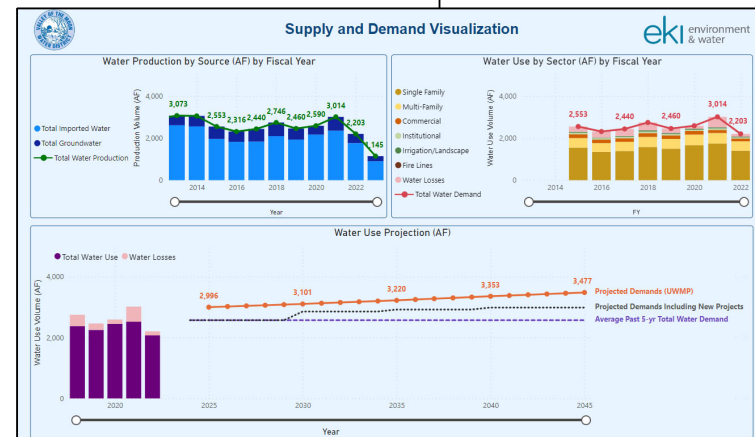 VALLEY OF THE MOON
WATER DISTRICT
Supply and Demand Visualization
eki environment
& water
Water Production by Source (AF) by Fiscal Year
Total Imported Water
Total Groundwater
Total Water Production
Production Volume (AF)
4,000
2,000
0
3,073
2,553
2,316
2,440
2,746
2,460
2,590
3,014
2,203
1,145
2014
2016
2018
2020
2022
Year
Water Use by Sector (AF) by Fiscal Year
Single Family
Multi-Family
Commercial
Institutional
Irrigation/Landscape
Fire Lines
Water Losses
Total Water Demand
Water Use Volume (AF)
4,000
2,000
0
2,553
2,440
2,460
3,014
2,203
2014
2016
2018
2020
2022
FY
Water Use Projection (AF)
Total Water Use Water Losses
Water Use Volume (AF)
4,000
2,000
0
2,996
3,101
3,220
3,353
3,477
Projected Demands (UWMP)
Projected Demands Including New Projects
Average Past 5-yr Total Water Demand
2020
2025
2030
2035
2040
2045
Year